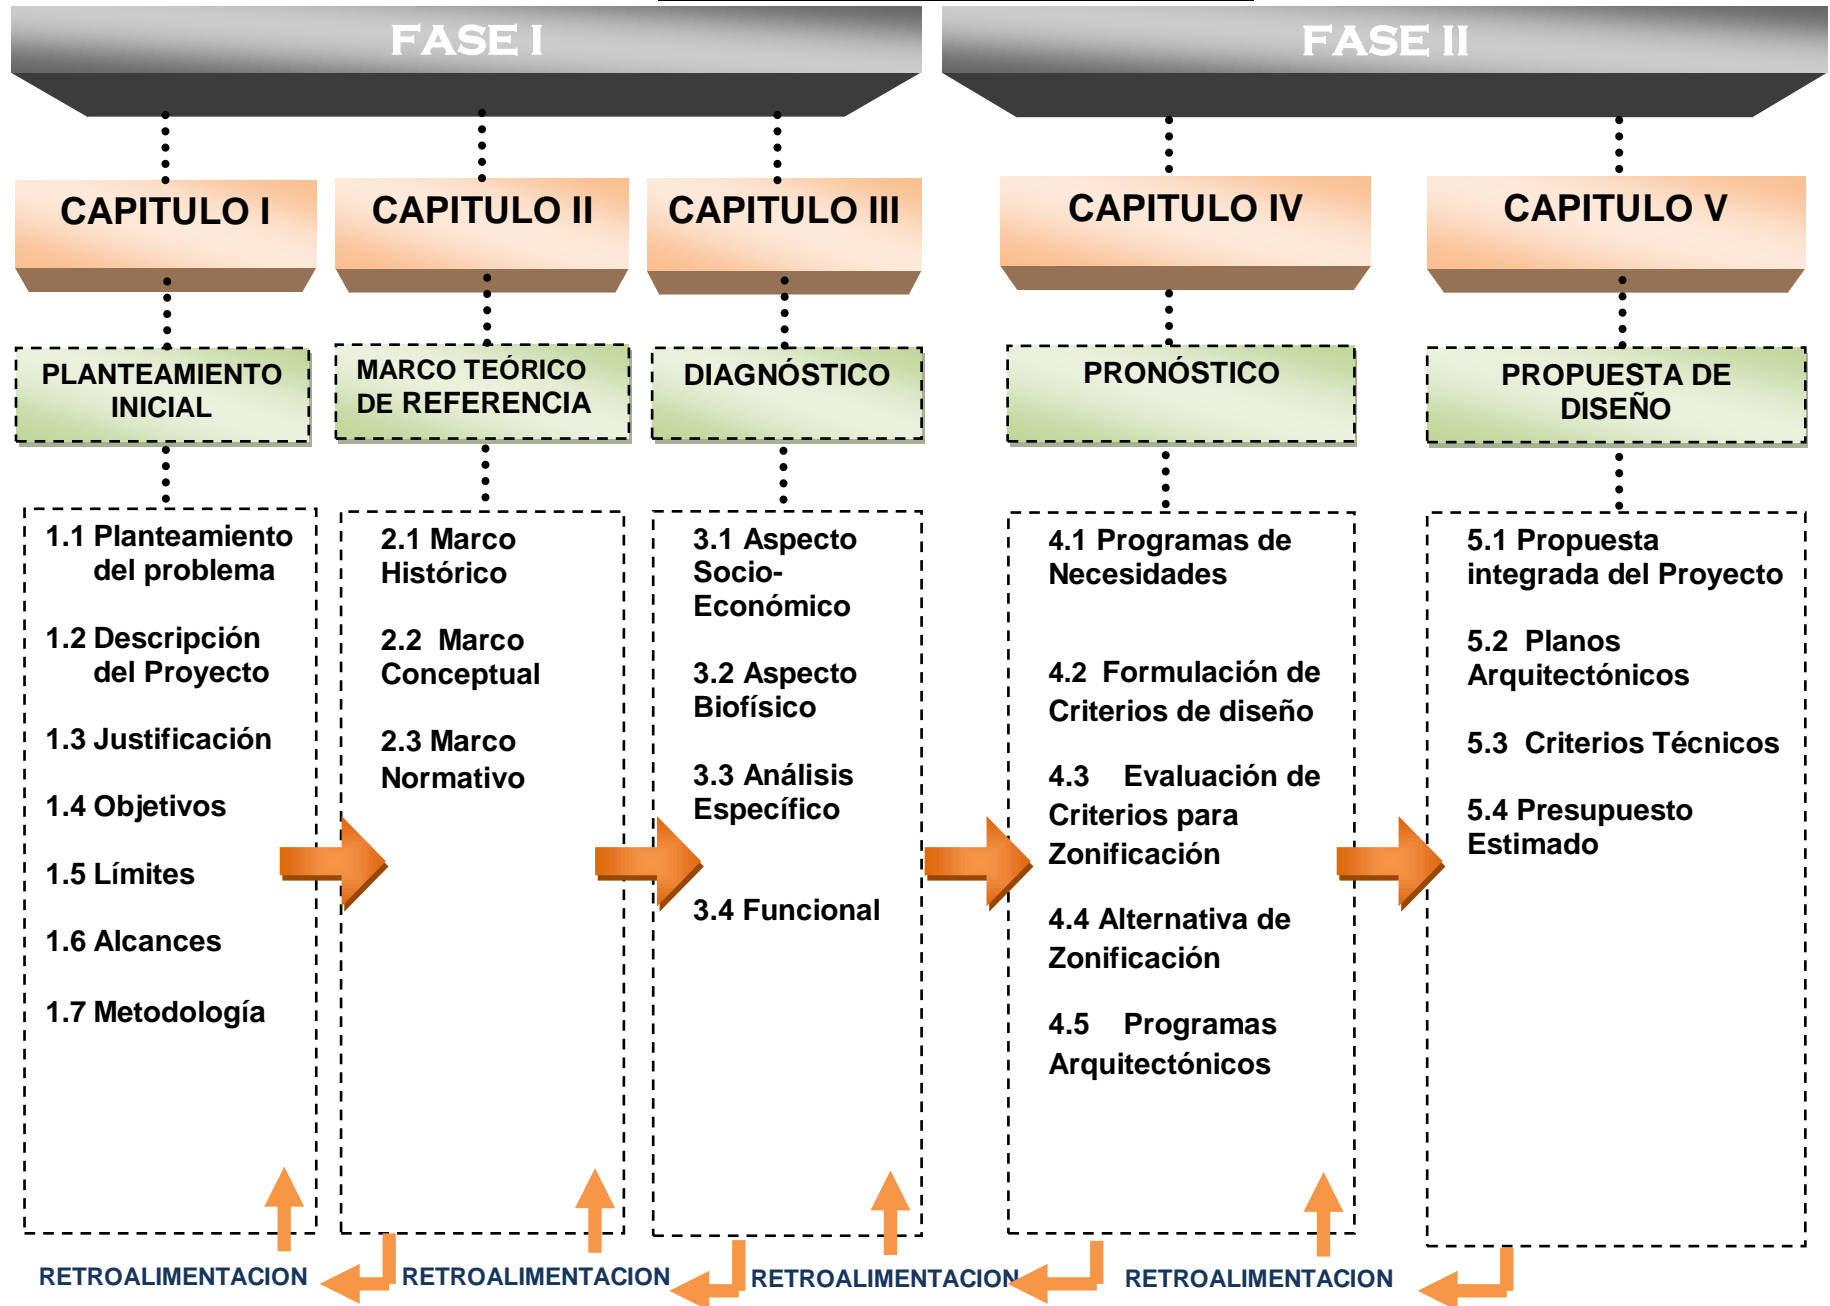 FASE I
FASE II
CAPITULO I
CAPITULO II
CAPITULO III
CAPITULO IV
CAPITULO V
PLANTEAMIENTO
INICIAL
MARCO TEÓRICO
DE REFERENCIA
DIAGNÓSTICO
PRONÓSTICO
PROPUESTA DE
DISEÑO
1.1 Planteamiento
del problema
1.2 Descripción
del Proyecto
1.3 Justificación
1.4 Objetivos
1.5 Límites
1.6 Alcances
1.7 Metodología
2.1 Marco
Histórico
2.2 Marco
Conceptual
2.3 Marco
Normativo
3.1 Aspecto
Socio-
Económico
3.2 Aspecto
Biofísico
3.3 Análisis
Específico
3.4 Funcional
4.1 Programas de
Necesidades
4.2 Formulación de
Criterios de diseño
4.3 Evaluación de
Criterios para
Zonificación
4.4 Alternativa de
Zonificación
4.5 Programas
Arquitectónicos
5.1 Propuesta
integrada del Proyecto
5.2 Planos
Arquitectónicos
5.3 Criterios Técnicos
5.4 Presupuesto
Estimado
RETROALIMENTACION
RETROALIMENTACION
RETROALIMENTACION
RETROALIMENTACION